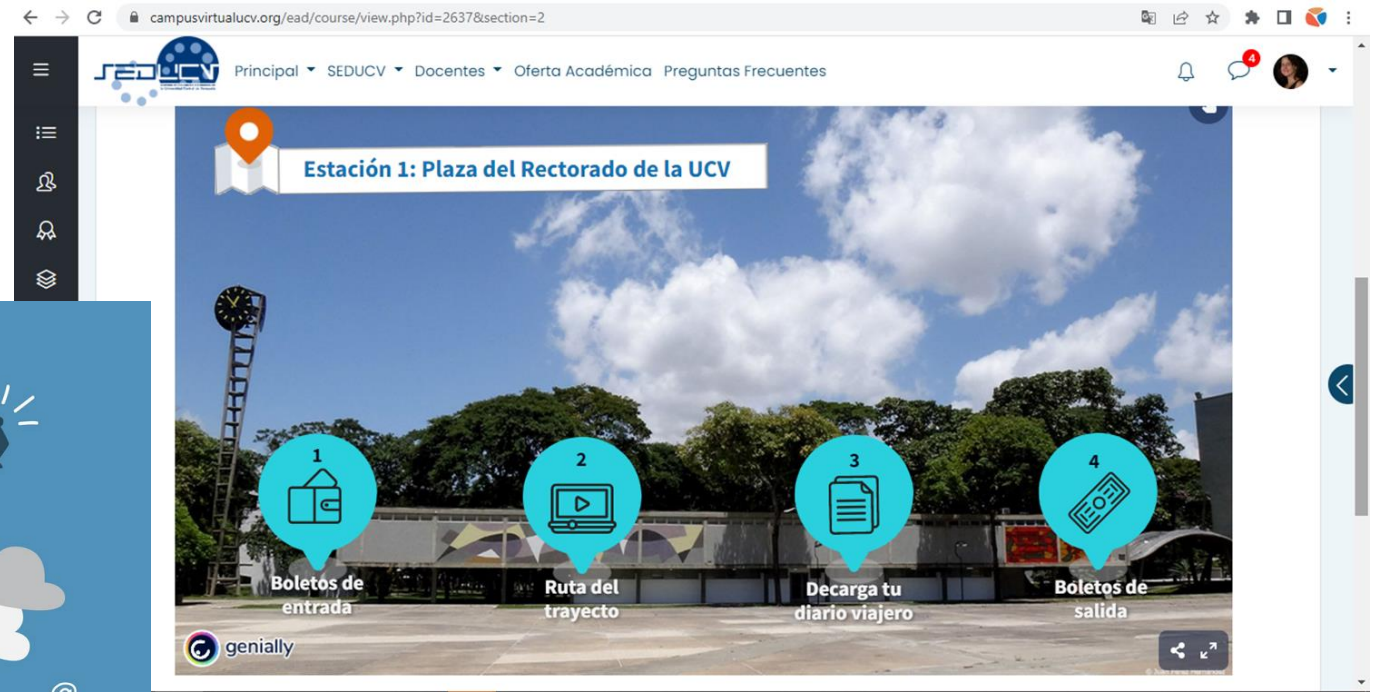 campusvirtualucv.org/ead/course/view.php?id=2637&section=2
SEDUCV
Principal SEDUCV Docentes Oferta Académica Preguntas Frecuentes
4
Estación 1: Plaza del Rectorado de la UCV
1
Boletos de
entrada
2
Ruta del
trayecto
3
Decarga tu
diario viajero
4
Boletos de
salida
genially